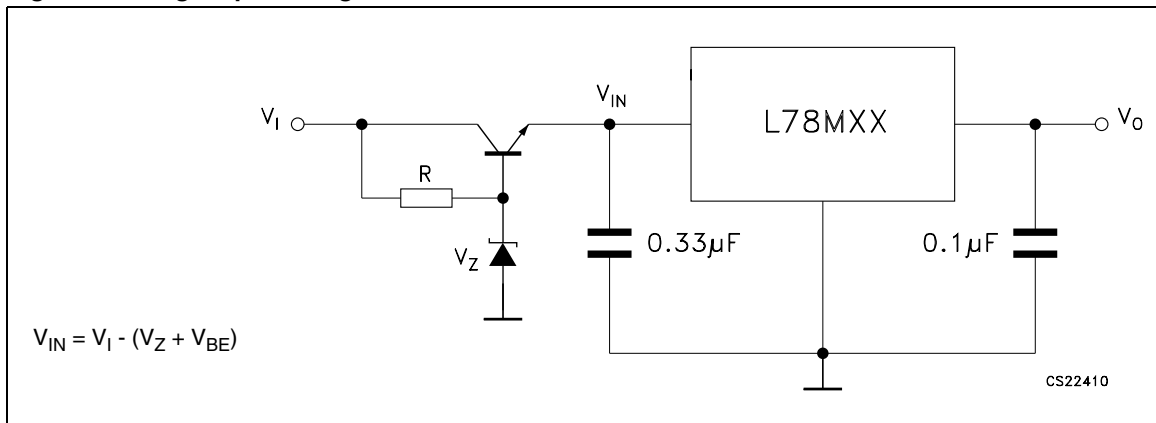 V_I
V_IN
L78MXX
V_O
R
V_Z
0.33µF
0.1µF
V_IN = V_I - (V_Z + V_BE)
CS22410